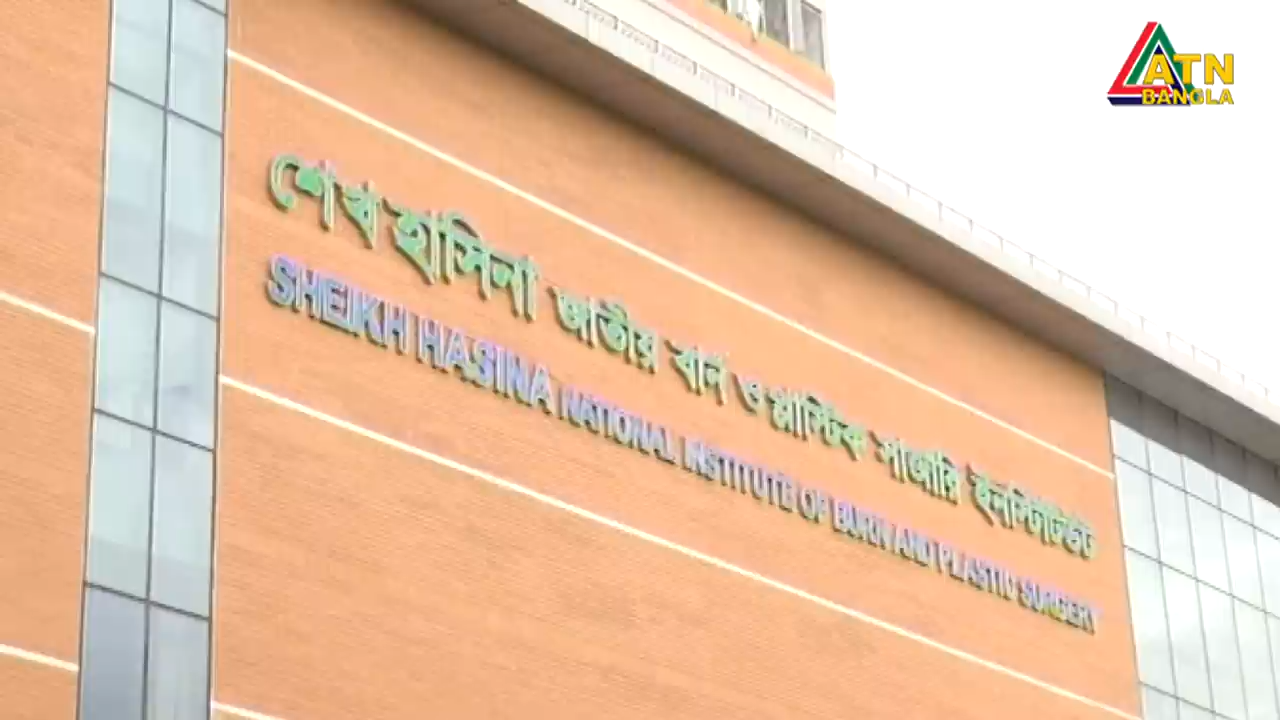 ATN
BANGLA
শেখ হাসিনা জাতীয় বার্ন ও প্লাস্টিক সার্জারি ইনস্টিটিউট
SHEIKH HASINA NATIONAL INSTITUTE OF BURN AND PLASTIC SURGERY